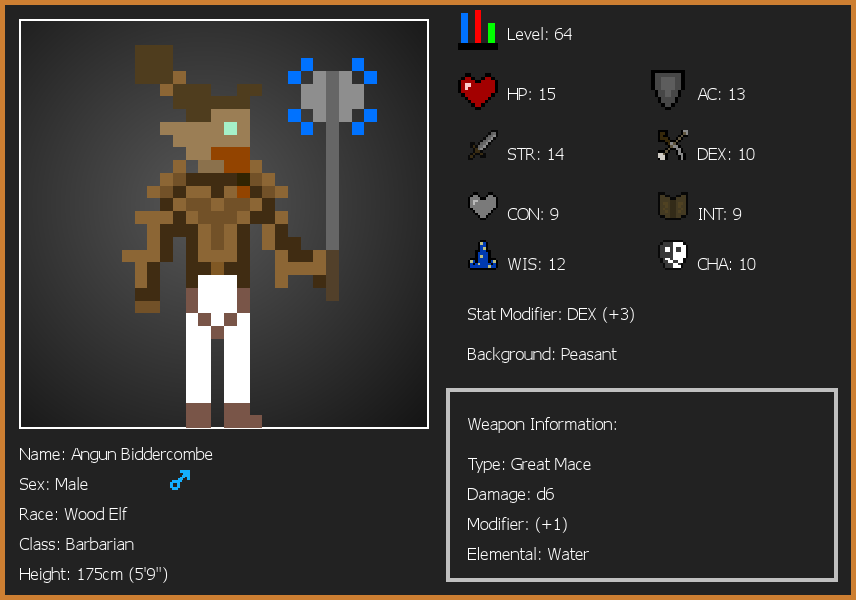 Level: 64
HP: 15
AC: 13
STR: 14
DEX: 10
CON: 9
INT: 9
WIS: 12
CHA: 10
Stat Modifier: DEX (+3)
Background: Peasant
Weapon Information:
Type: Great Mace
Damage: d6
Modifier: (+1)
Elemental: Water
Name: Angun Biddercombe
Sex: Male
Race: Wood Elf
Class: Barbarian
Height: 175cm (5'9")